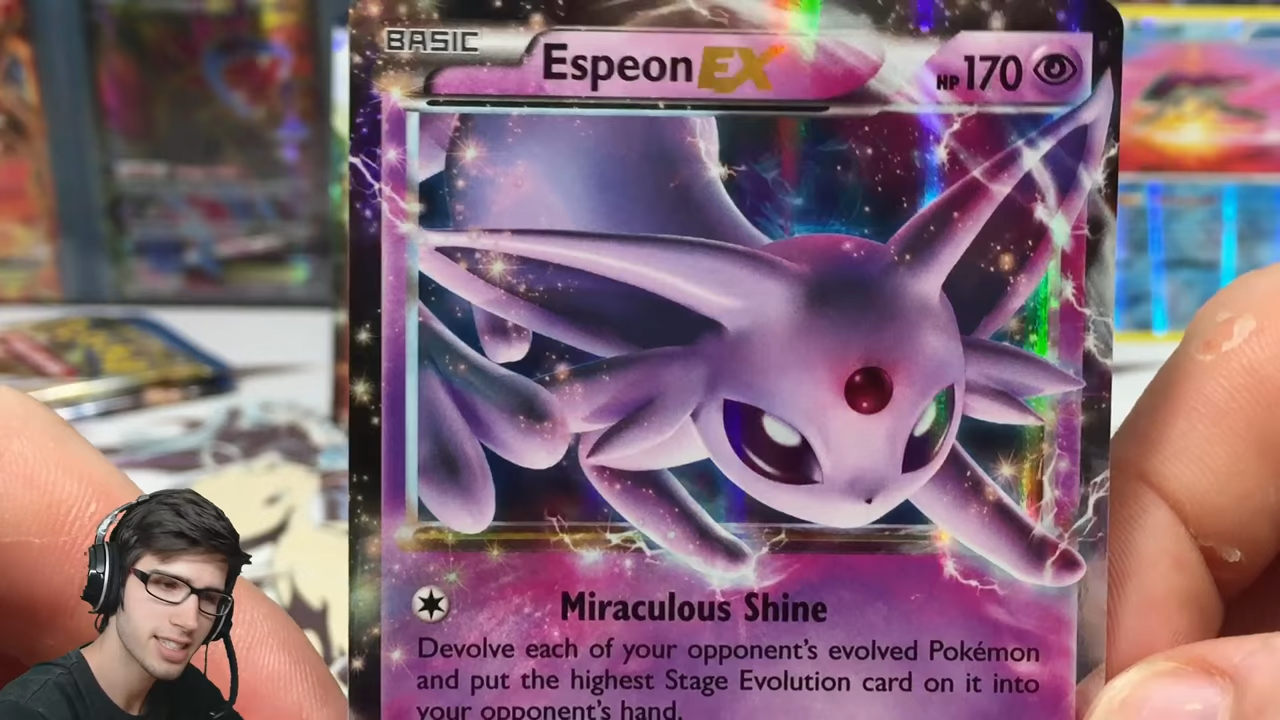 BASIC
Espeon EX
HP 170
Miraculous Shine
Devolve each of your opponent's evolved Pokémon
and put the highest Stage Evolution card on it into
your opponent's hand.